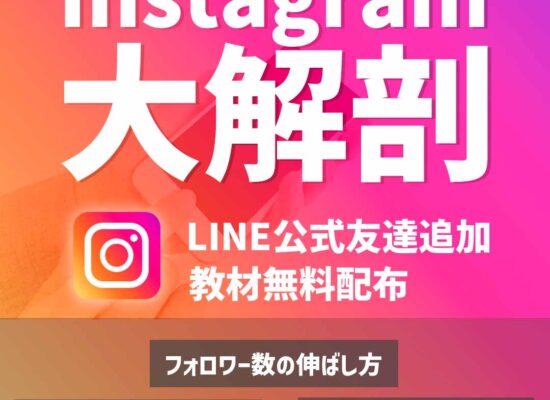 Instagram
大解剖
LINE公式友達追加
教材無料配布
フォロワー数の伸ばし方